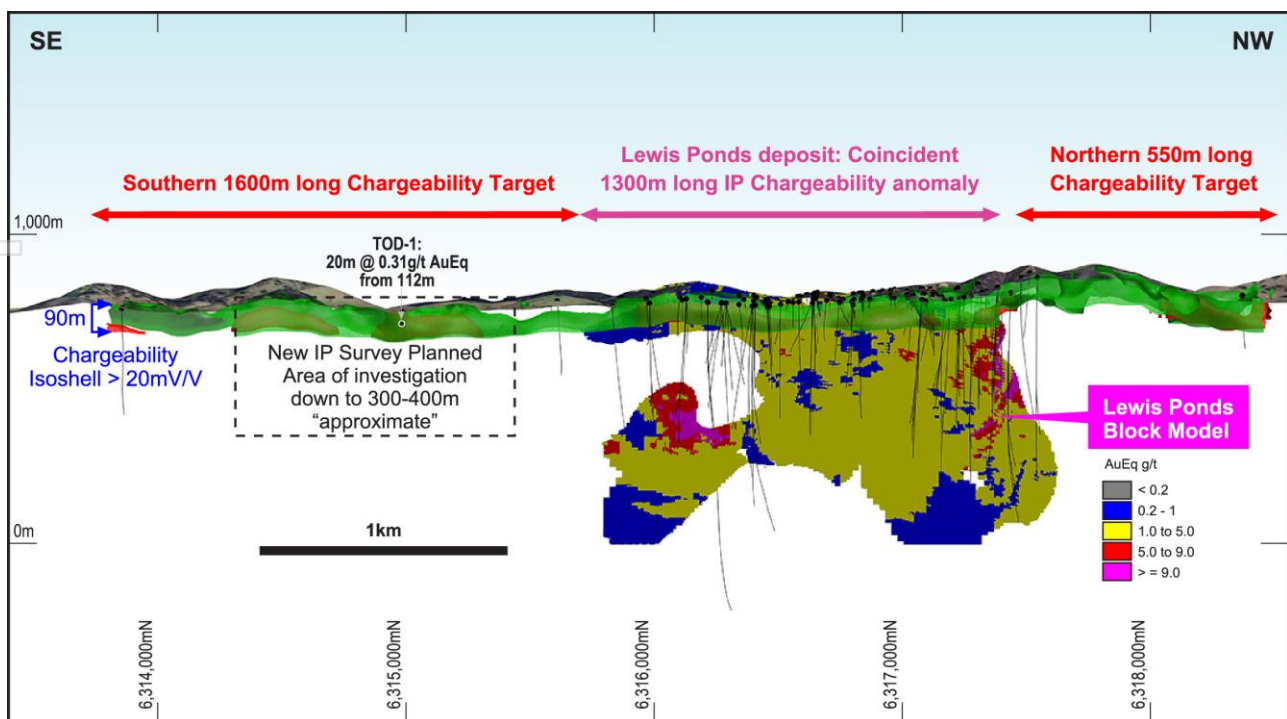 SE
NW
Southern 1600m long Chargeability Target
Lewis Ponds deposit: Coincident
1300m long IP Chargeability anomaly
Northern 550m long
Chargeability Target
1,000m
TOD-1:
20m @ 0.31g/t AuEq
from 112m
90m
Chargeability
Isoshell > 20mV/V
New IP Survey Planned
Area of investigation
down to 300-400m
“approximate”
Lewis Ponds
Block Model
AuEq g/t
< 0.2
0.2 - 1
1.0 to 5.0
5.0 to 9.0
> = 9.0
1km
0m
6,314,000mN
6,315,000mN
6,316,000mN
6,317,000mN
6,318,000mN